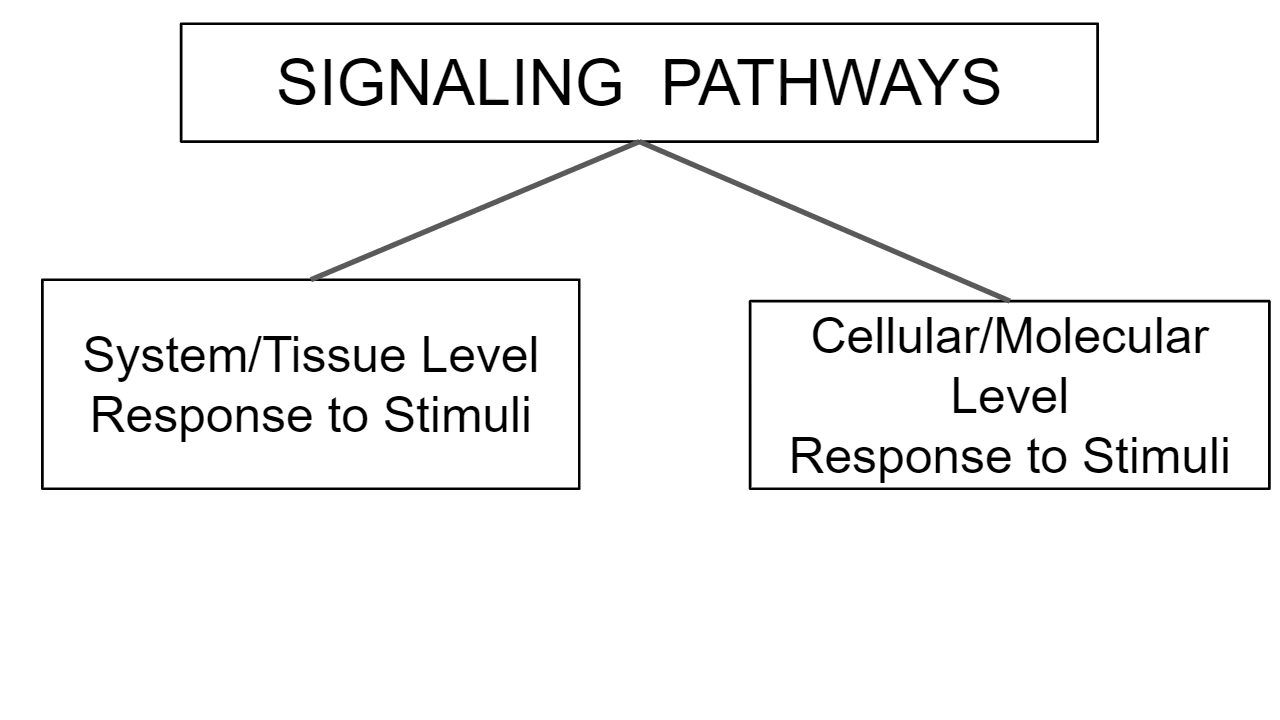 SIGNALING PATHWAYS
System/Tissue Level
Response to Stimuli
Cellular/Molecular
Level
Response to Stimuli